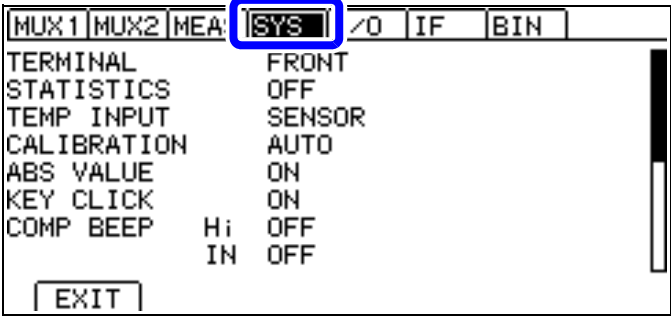 MUX1 MUX2 MEA SYS /O IF BIN
TERMINAL FRONT
STATISTICS OFF
TEMP INPUT SENSOR
CALIBRATION AUTO
ABS VALUE ON
KEY CLICK ON
COMP BEEP Hi OFF
IN OFF
EXIT